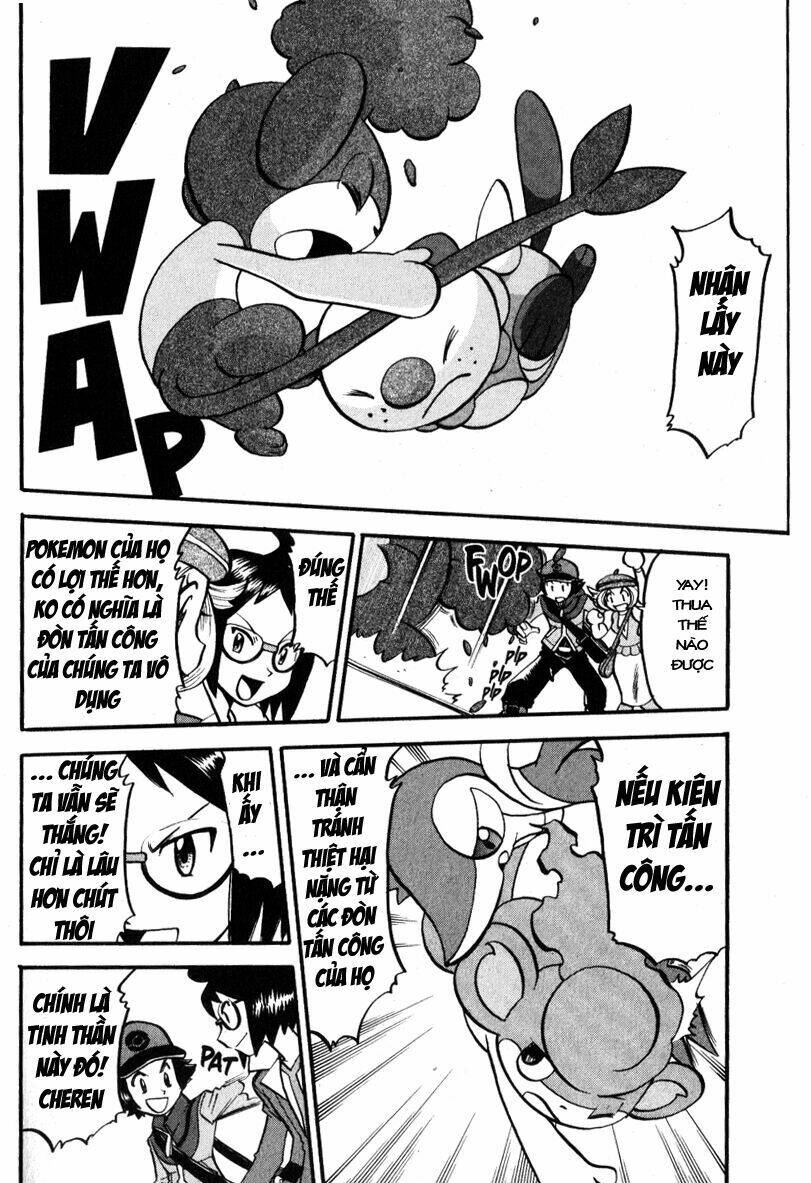 VWAP
NHẬN
LẤY
NÀY
YAY!
THUA
THẾ
NÀO
ĐƯỢC
FWOP
PIP
PIP
PIP
ĐÚNG
THẾ
POKEMON CỦA HỌ
CÓ LỢI THẾ HƠN,
KO CÓ NGHĨA LÀ
ĐÒN TẤN CÔNG
CỦA CHÚNG TA VÔ
DỤNG
NẾU KIÊN
TRÌ TẤN
CÔNG...
... VÀ CẨN
THẬN
TRÁNH
THIỆT HẠI
NẶNG TỪ
CÁC ĐÒN
TẤN CÔNG
CỦA HỌ
KHI
ẤY
...
... CHÚNG
TA VẪN SẼ
THẮNG!
CHỈ LÀ LÂU
HƠN CHÚT
THÔI
CHÍNH LÀ
TINH THẦN
NÀY ĐÓ!
CHEREN
PAT